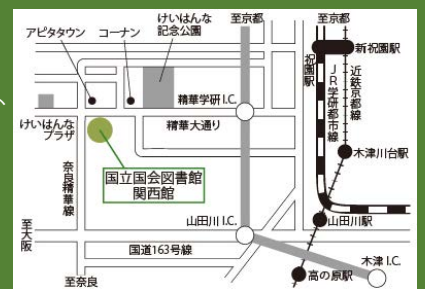 けいはんな
記念公園
至京都
至京都
アピタタウン
コーナン
新祝園駅
祝園駅
JR学研都市線
近鉄京都線
精華学研I.C.
けいはんな
プラザ
精華大通り
木津川台駅
国立国会図書館
関西館
奈良精華線
至大阪
山田川I.C.
山田川駅
国道163号線
木津I.C.
至奈良
高の原駅